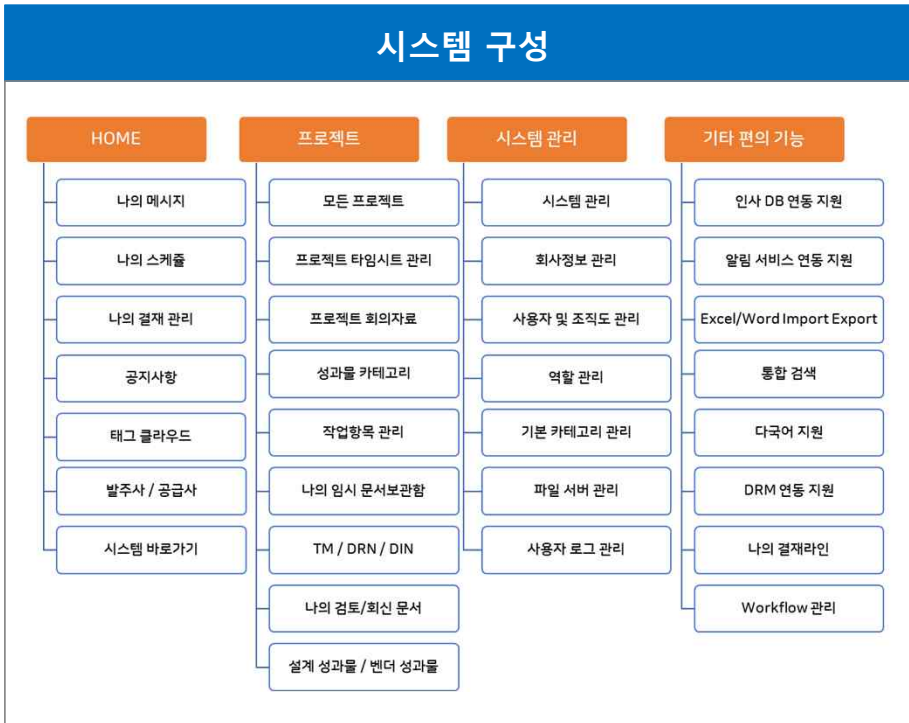 시스템 구성
HOME
나의 메시지
나의 스케쥴
나의 결재 관리
공지사항
태그 클라우드
발주사 / 공급사
시스템 바로가기
프로젝트
모든 프로젝트
프로젝트 타임시트 관리
프로젝트 회의자료
성과물 카테고리
작업항목 관리
나의 임시 문서보관함
TM / DRN / DIN
나의 검토/회신 문서
설계 성과물 / 벤더 성과물
시스템 관리
시스템 관리
회사정보 관리
사용자 및 조직도 관리
역할 관리
기본 카테고리 관리
파일 서버 관리
사용자 로그 관리
기타 편의 기능
인사 DB 연동 지원
알림 서비스 연동 지원
Excel/Word Import Export
통합 검색
다국어 지원
DRM 연동 지원
나의 결재라인
Workflow 관리